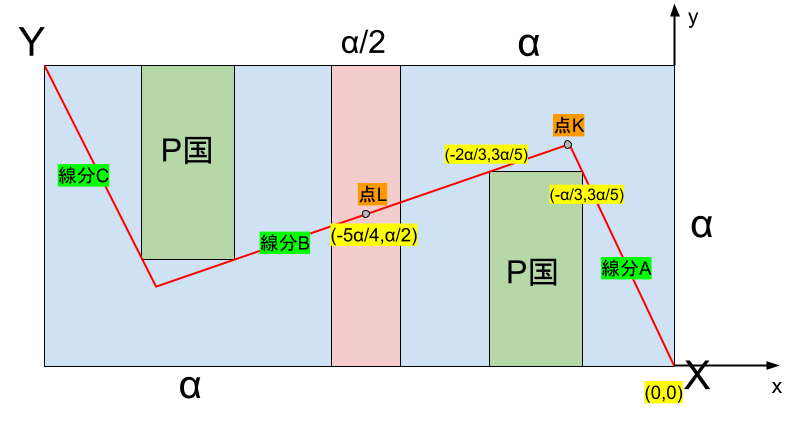 Y
α/2
α
y
点K
P国
(-2α/3,3α/5)
線分C
点L
(-α/3,3α/5)
(-5α/4,α/2)
線分B
α
P国
線分A
α
X
x
(0,0)